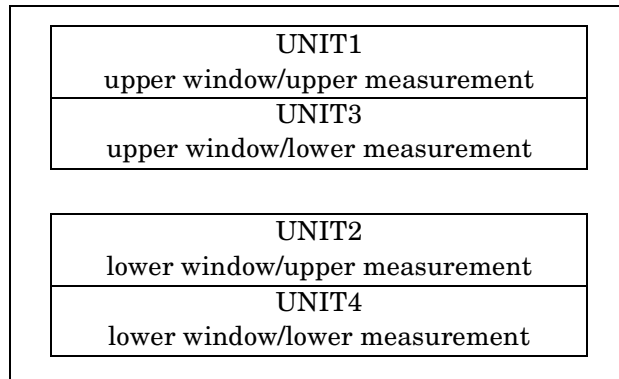 UNIT1
upper window/upper measurement
UNIT3
upper window/lower measurement
UNIT2
lower window/upper measurement
UNIT4
lower window/lower measurement